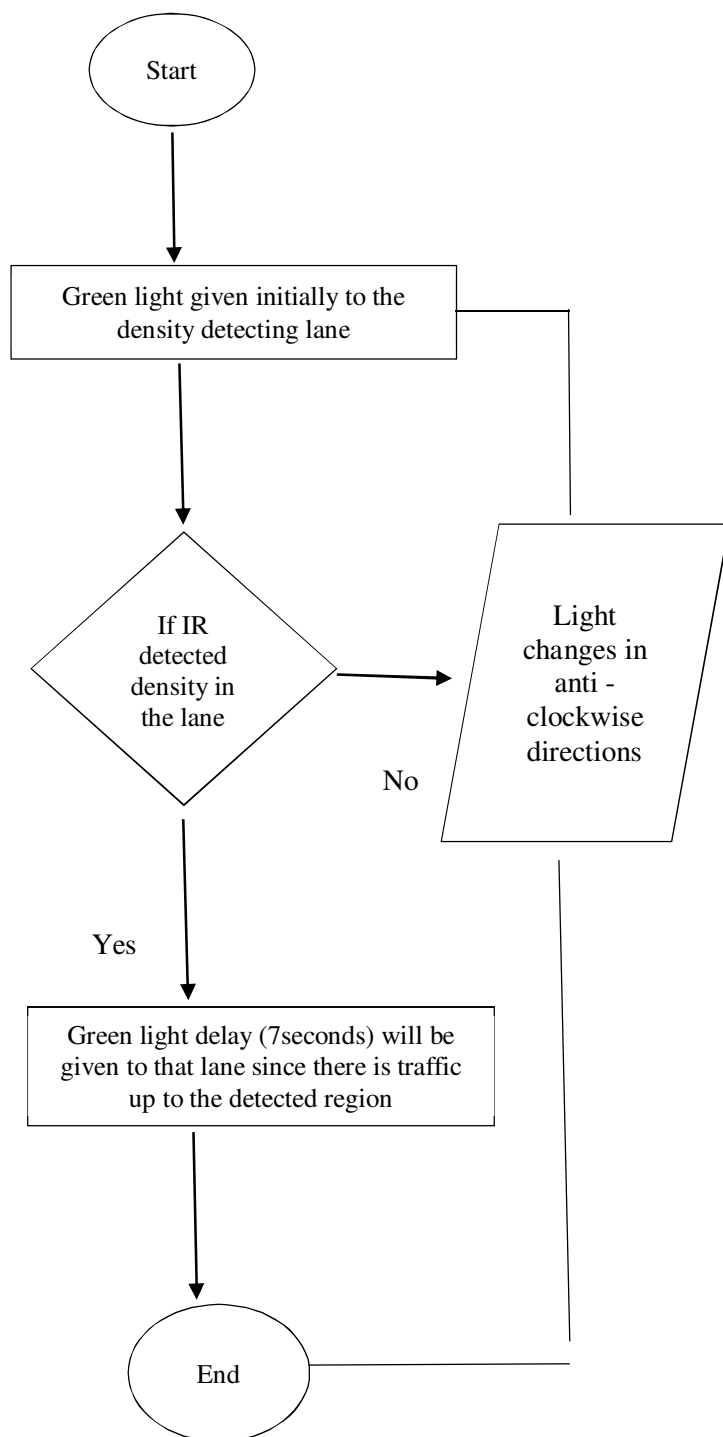 Start
Green light given initially to the
density detecting lane
If IR
detected
density in
the lane
Light
changes in
anti -
clockwise
directions
No
Yes
Green light delay (7seconds) will be
given to that lane since there is traffic
up to the detected region
End